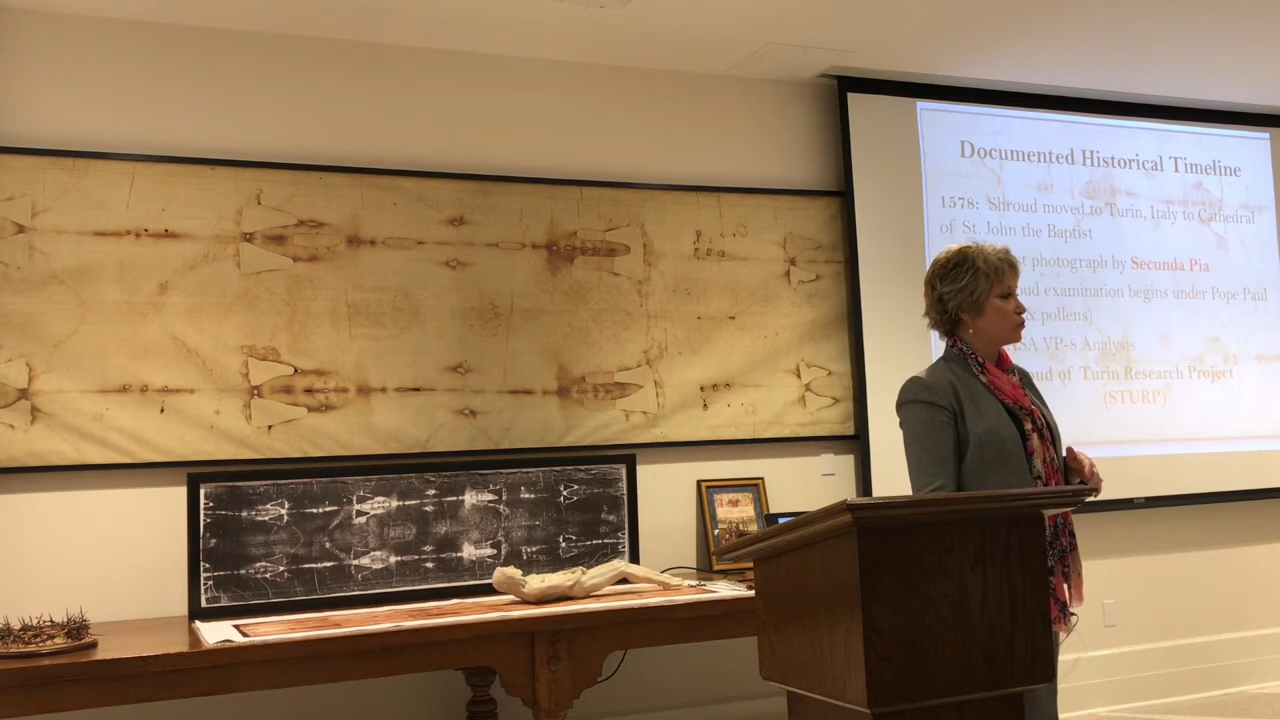 Documented Historical Timeline
1578: Shroud moved to Turin, Italy to Cathedral
of St. John the Baptist
photograph by Secunda Pia
examination begins under Pope Paul
& pollens)
VP-8 Analysis
of Turin Research Project
(STURP)